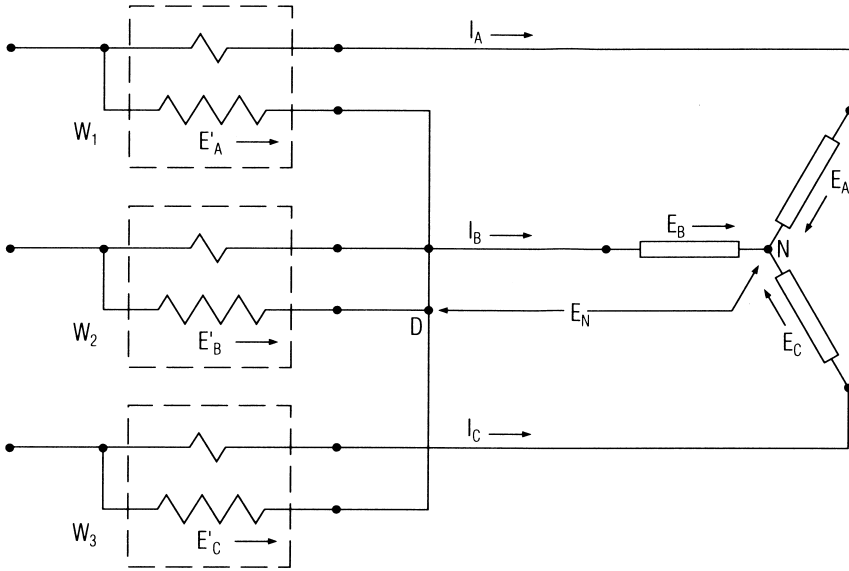 I_A
W_1
E'_A
E_A
I_B
E_B
N
W_2
E'_B
D
E_N
E_C
I_C
W_3
E'_C